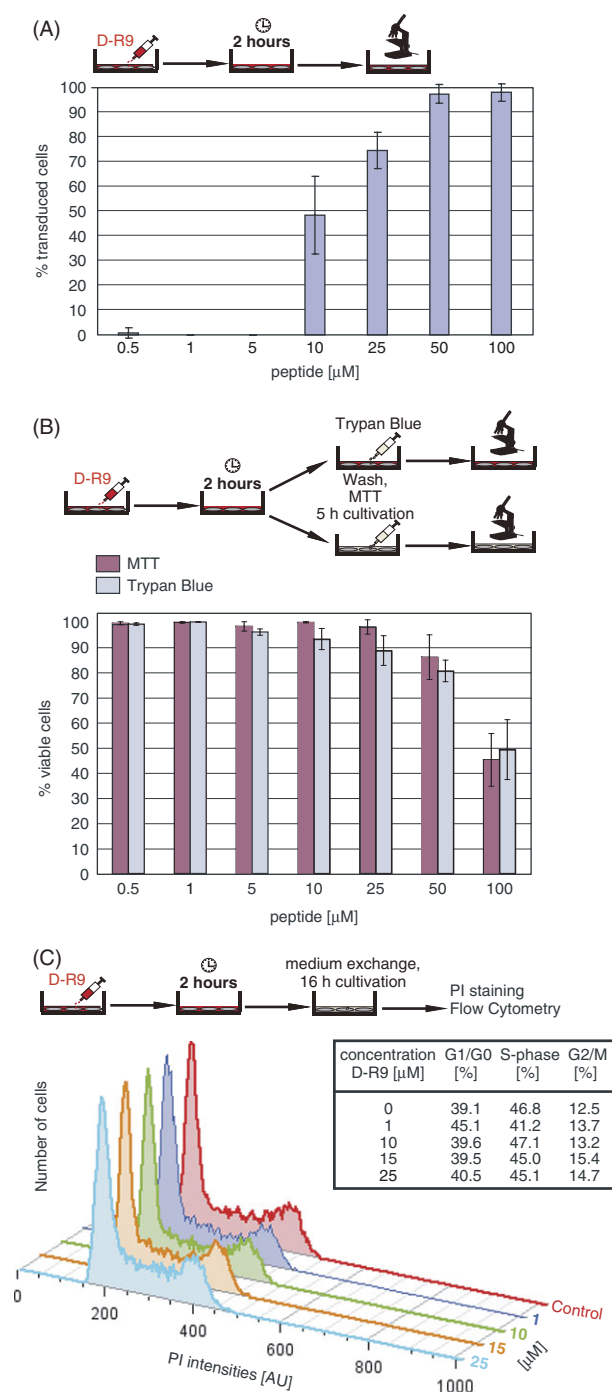 (A)
D-R9
2 hours
100
90
80
70
60
50
40
30
20
10
0
% transduced cells
0.5 1 5 10 25 50 100
peptide [µM]
(B)
D-R9
2 hours
Trypan Blue
Wash,
MTT
5 h cultivation
MTT
Trypan Blue
100
90
80
70
60
50
40
30
20
10
0
% viable cells
0.5 1 5 10 25 50 100
peptide [µM]
(C)
D-R9
2 hours
medium exchange,
16 h cultivation
PI staining
Flow Cytometry
concentration G1/G0 S-phase G2/M
D-R9 [µM] [%] [%] [%]
0 39.1 46.8 12.5
1 45.1 41.2 13.7
10 39.6 47.1 13.2
15 39.5 45.0 15.4
25 40.5 45.1 14.7
Number of cells
0 200 400 600 800 1000
PI intensities [AU]
Control
1
10
15
25
[µM]